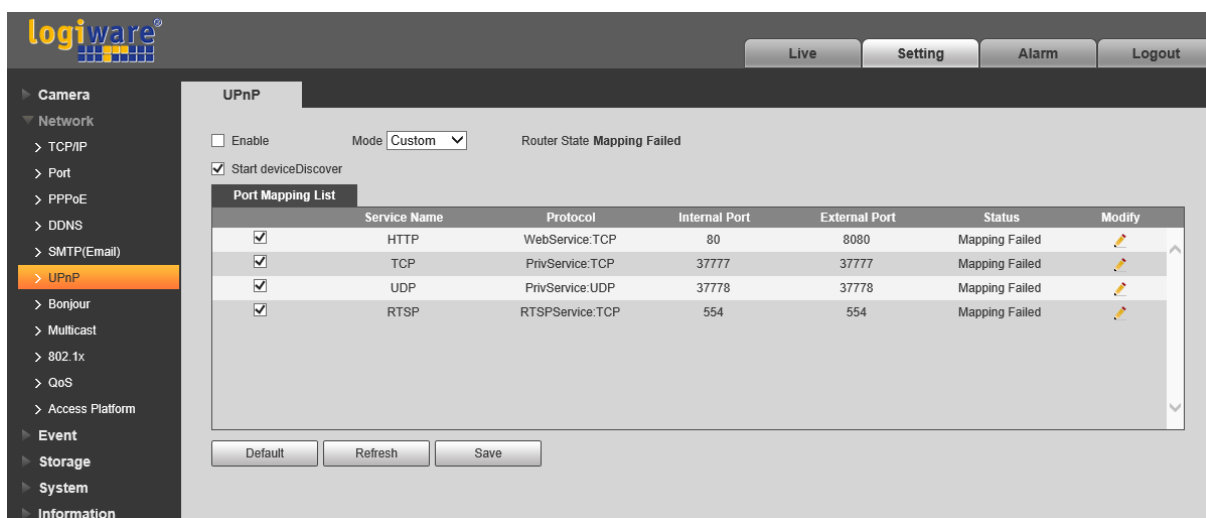 logiware®
Live Setting Alarm Logout
Camera
Network
TCP/IP
Port
PPPoE
DDNS
SMTP(Email)
UPnP
Bonjour
Multicast
802.1x
QoS
Access Platform
Event
Storage
System
Information
UPnP
Enable Mode Custom Router State Mapping Failed
Start deviceDiscover
Port Mapping List
Service Name Protocol Internal Port External Port Status Modify
HTTP WebService:TCP 80 8080 Mapping Failed
TCP PrivService:TCP 37777 37777 Mapping Failed
UDP PrivService:UDP 37778 37778 Mapping Failed
RTSP RTSPService:TCP 554 554 Mapping Failed
Default Refresh Save